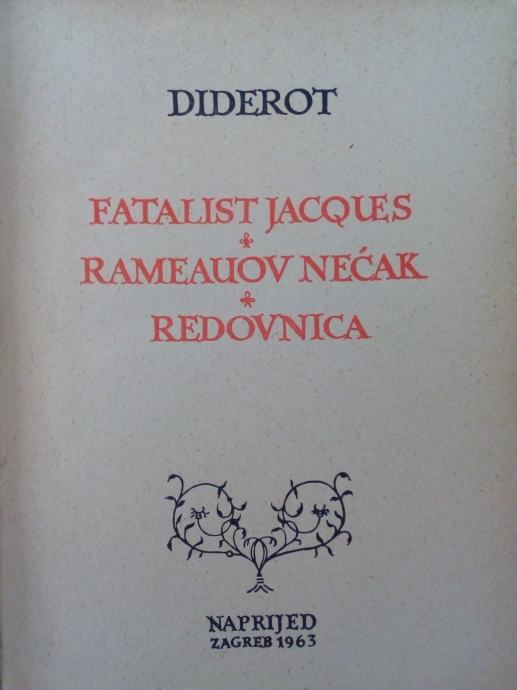 DIDEROT
FATALIST JACQUES
*
RAMEAUOV NEĆAK
*
REDOVNICA
NAPRIJED
ZAGREB 1963